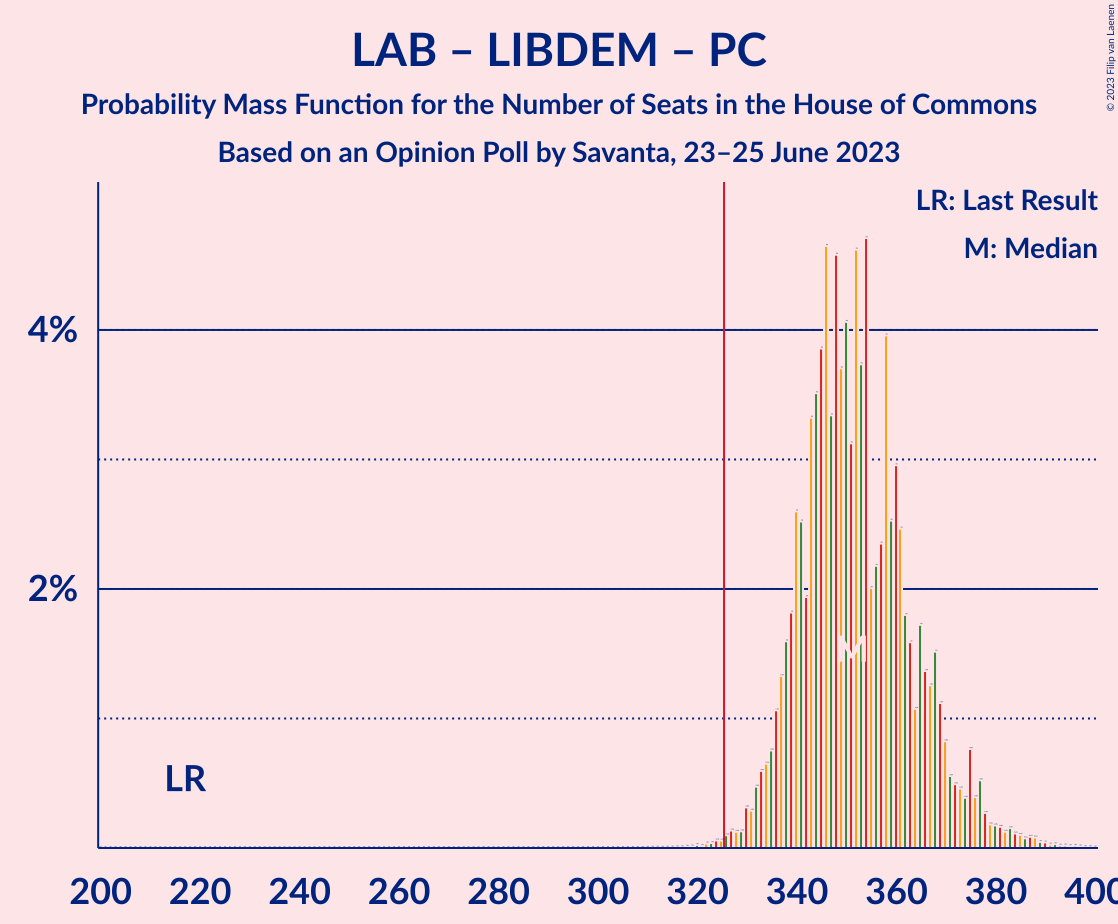 LAB – LIBDEM – PC
Probability Mass Function for the Number of Seats in the House of Commons
Based on an Opinion Poll by Savanta, 23–25 June 2023
© 2023 Filip van Laenen
LR: Last Result
M: Median
4%
2%
M
LR
200 220 240 260 280 300 320 340 360 380 400